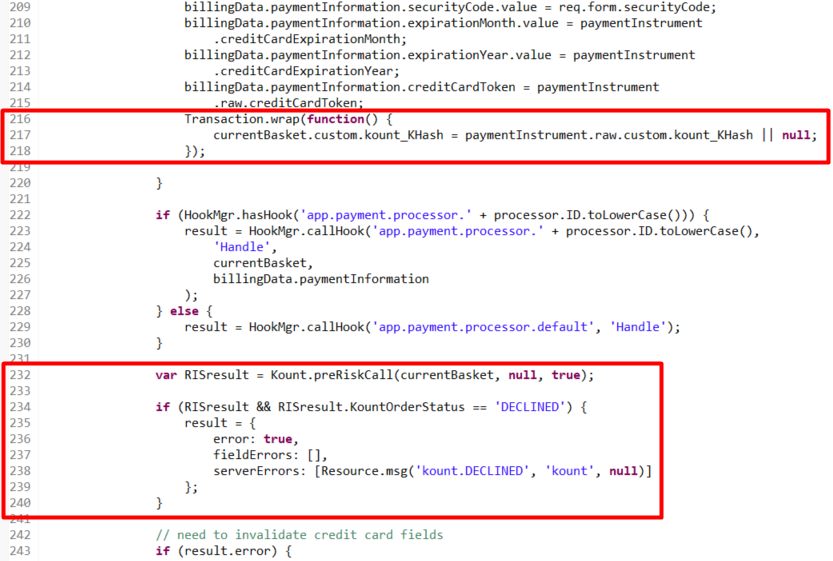 209 billingData.paymentInformation.securityCode.value = req.form.securityCode;
210 billingData.paymentInformation.expirationMonth.value = paymentInstrument
211 .creditCardExpirationMonth;
212 billingData.paymentInformation.expirationYear.value = paymentInstrument
213 .creditCardExpirationYear;
214 billingData.paymentInformation.creditCardToken = paymentInstrument
215 .raw.creditCardToken;
216 Transaction.wrap(function() {
217 currentBasket.custom.kount_KHash = paymentInstrument.raw.custom.kount_KHash || null;
218 });
219
220 }
221
222 if (HookMgr.hasHook('app.payment.processor.' + processor.ID.toLowerCase())) {
223 result = HookMgr.callHook('app.payment.processor.' + processor.ID.toLowerCase(),
224 'Handle',
225 currentBasket,
226 billingData.paymentInformation
227 );
228 } else {
229 result = HookMgr.callHook('app.payment.processor.default', 'Handle');
230 }
231
232 var RISresult = Kount.preRiskCall(currentBasket, null, true);
233
234 if (RISresult && RISresult.KountOrderStatus == 'DECLINED') {
235 result = {
236 error: true,
237 fieldErrors: [],
238 serverErrors: [Resource.msg('kount.DECLINED', 'kount', null)]
239 };
240 }
241
242 // need to invalidate credit card fields
243 if (result.error) {